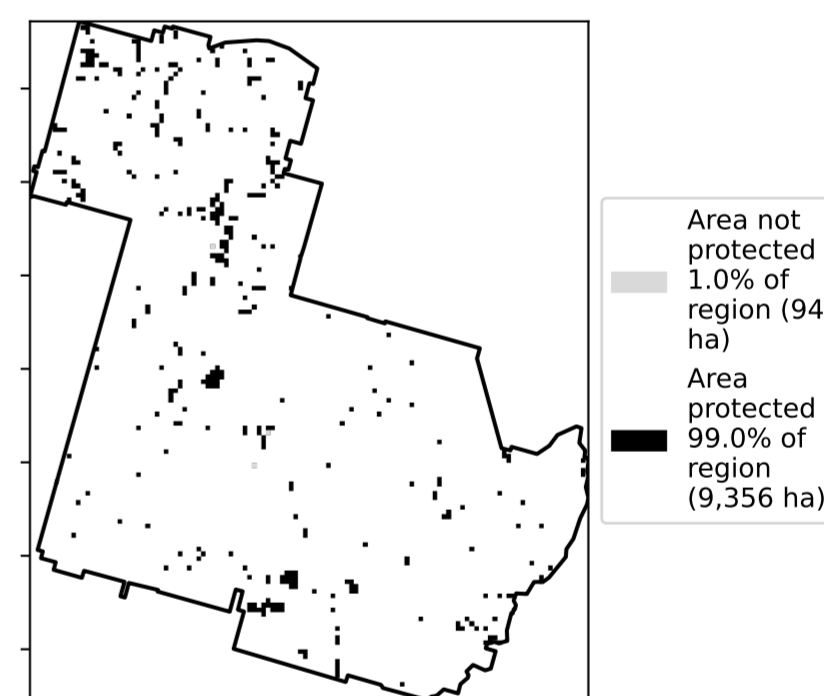 Area not
protected
1.0% of
region (94
ha)
Area
protected
99.0% of
region
(9,356 ha)